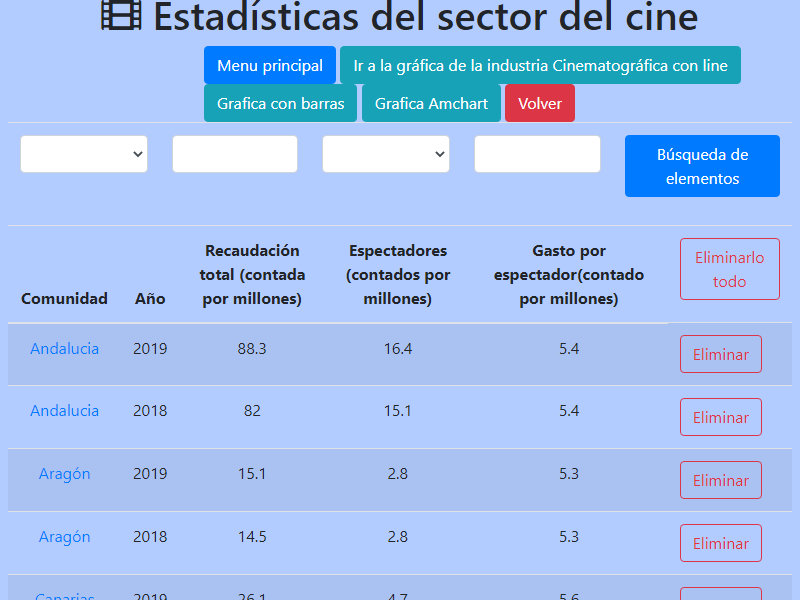 Estadísticas del sector del cine
Menu principal
Ir a la gráfica de la industria Cinematográfica con line
Grafica con barras
Grafica Amchart
Volver
Búsqueda de
elementos
Comunidad
Año
Recaudación
total (contada
por millones)
Espectadores
(contados por
millones)
Gasto por
espectador(contado
por millones)
Eliminarlo
todo
Andalucia 2019 88.3 16.4 5.4 Eliminar
Andalucia 2018 82 15.1 5.4 Eliminar
Aragón 2019 15.1 2.8 5.3 Eliminar
Aragón 2018 14.5 2.8 5.3 Eliminar
Canarias 2019 26.1 4.7 5.6